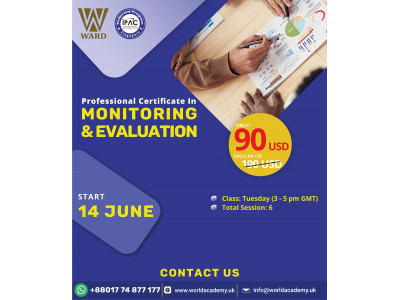 WARD
IPAC
Professional Certificate In
MONITORING
& EVALUATION
ONLY
90 USD
REGULAR FEE
190 USD
START
14 JUNE
Class: Tuesday (3 - 5 pm GMT)
Total Session: 6
CONTACT US
+88017 74 877 177
www.worldacademy.uk
info@worldacademy.uk